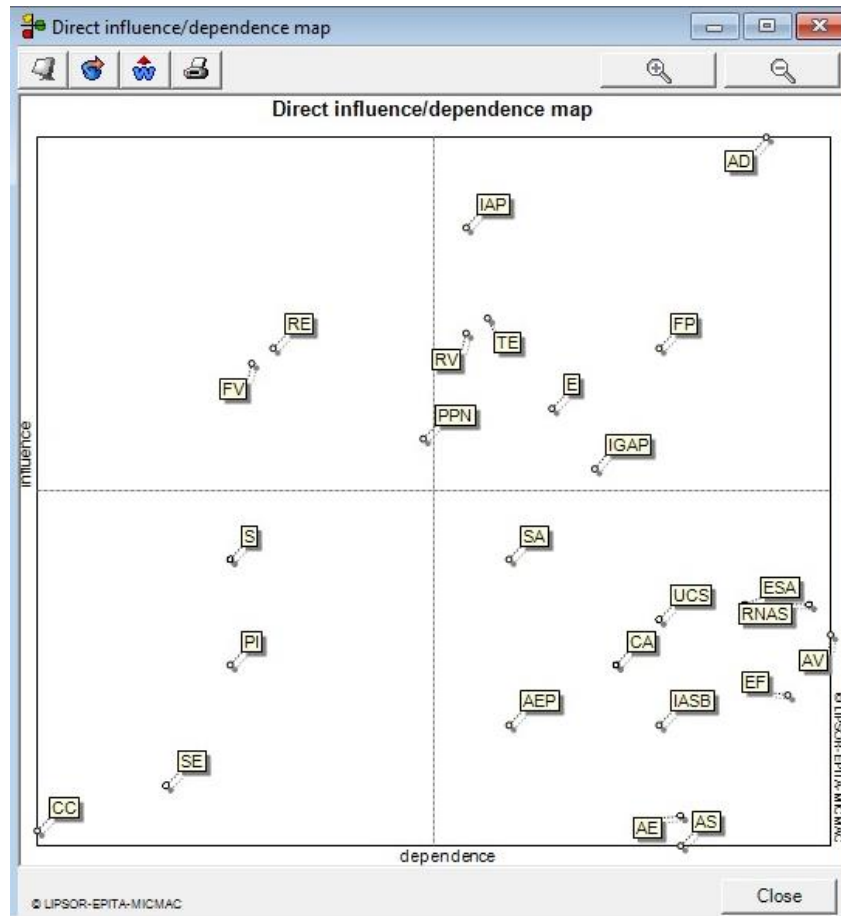 Direct influence/dependence map
Direct influence/dependence map
AD
IAP
RE
FP
TE
RV
FV
E
PPN
IGAP
influence
S
SA
ESA
UCS
RNAS
PI
CA
AV
EF
AEP
IASB
SE
CC
AE
AS
© LIPSOR-EPITA-MICMAC
dependence
© LIPSOR-EPITA-MICMAC
Close